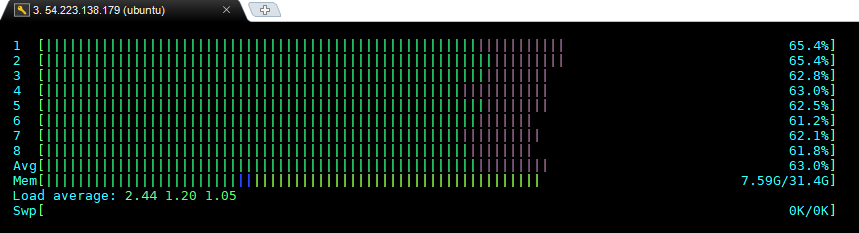 3. 54.223.138.179 (ubuntu)
1 [ 65.4%]
2 [ 65.4%]
3 [ 62.8%]
4 [ 63.0%]
5 [ 62.5%]
6 [ 61.2%]
7 [ 62.1%]
8 [ 61.8%]
Avg[ 63.0%]
Mem[ 7.59G/31.4G]
Load average: 2.44 1.20 1.05
Swp[ 0K/0K]